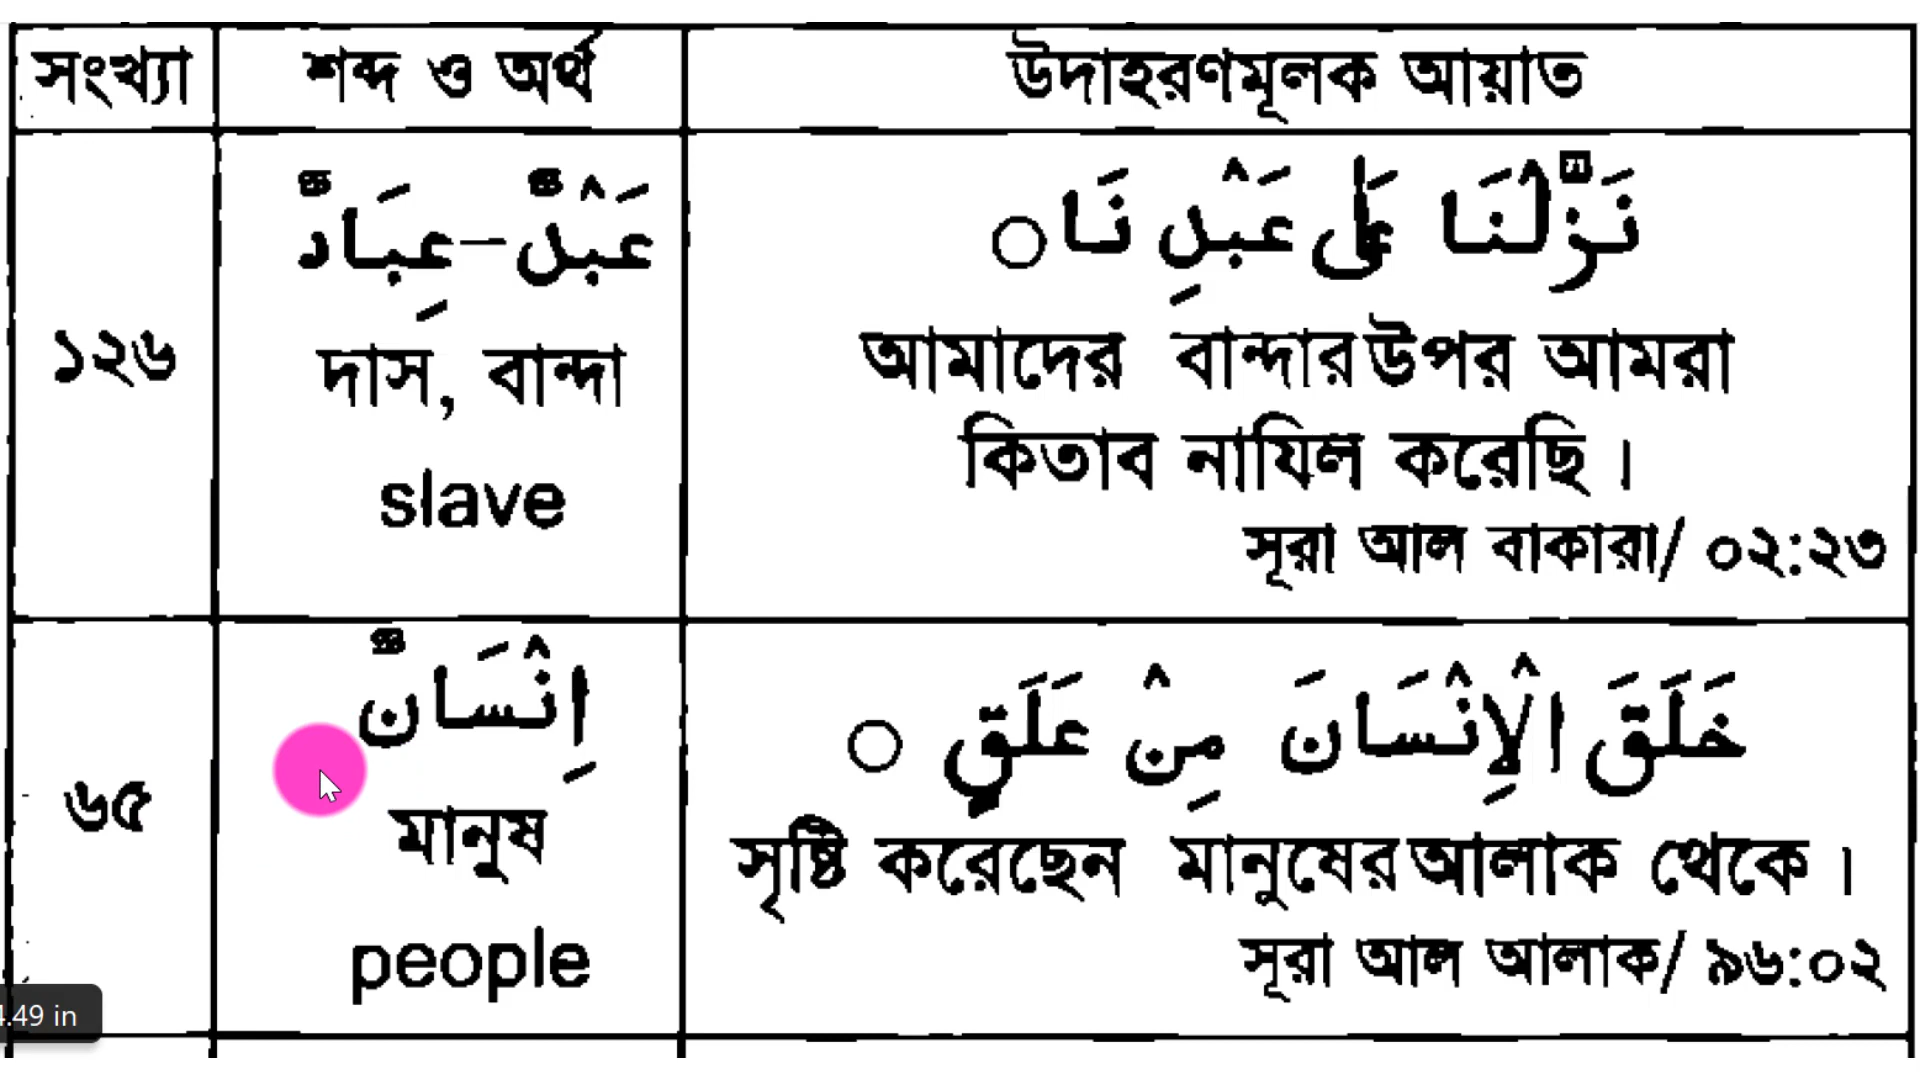 সংখ্যা শব্দ ও অর্থ উদাহরণমূলক আয়াত
১২৬
عَبْدٌ – عِبَادٌ
দাস, বান্দা
slave
نَزَّلْنَا عَلٰى عَبْدِنَا ○
আমাদের বান্দার উপর আমরা
কিতাব নাযিল করেছি।
সূরা আল বাকারা/ ০২:২৩
৬৫
اِنْسَانٌ
মানুষ
people
خَلَقَ الْاِنْسَانَ مِنْ عَلَقٍ ○
সৃষ্টি করেছেন মানুষের আলাক থেকে।
সূরা আল আলাক/ ৯৬:০২
4.49 in